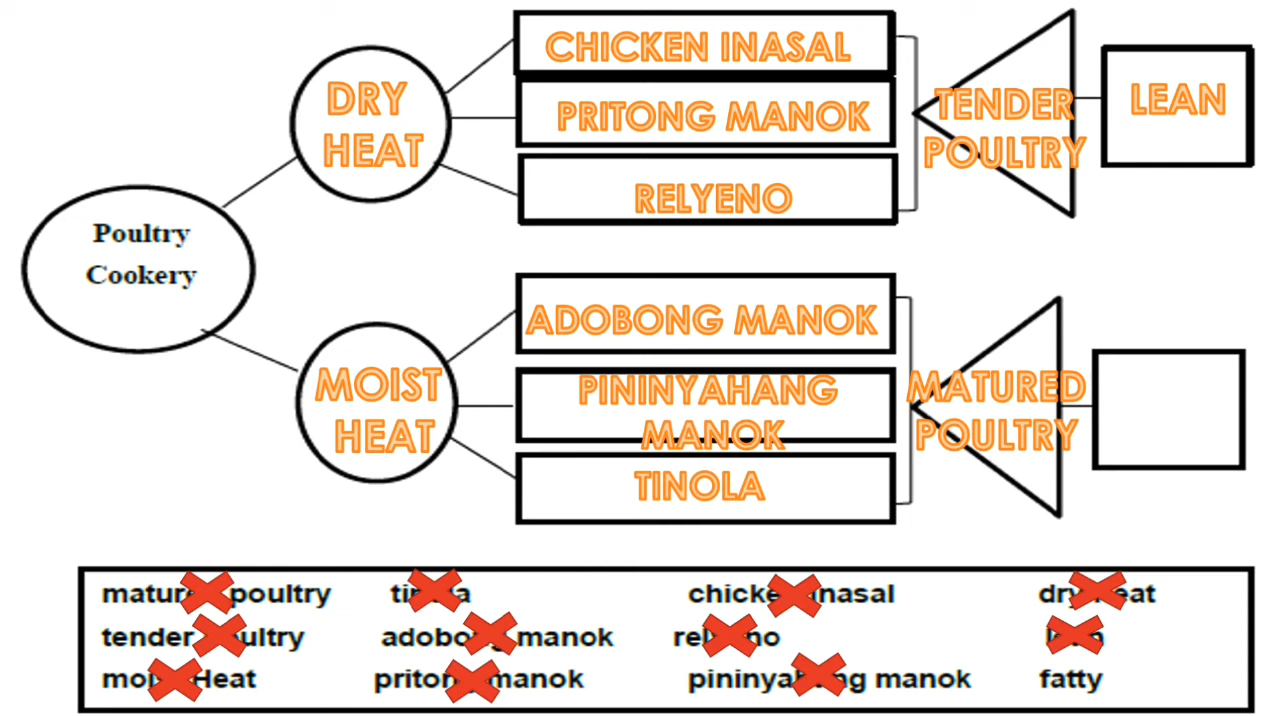 CHICKEN INASAL
DRY
HEAT
PRITONG MANOK
RELYENO
TENDER
POULTRY
LEAN
Poultry
Cookery
ADOBONG MANOK
MOIST
HEAT
PININYAHANG
MANOK
TINOLA
MATURED
POULTRY
poultry chicken inasal
tender adobong manok
Heat pritong manok pininyahang manok fatty